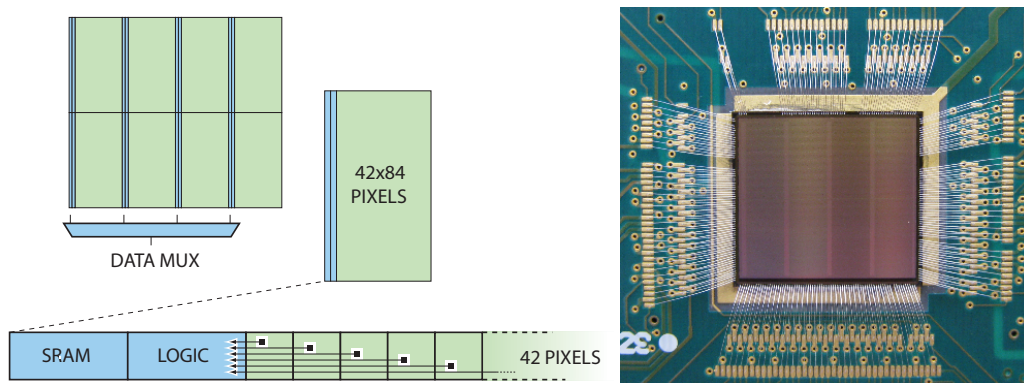 DATA MUX
42x84
PIXELS
SRAM
LOGIC
42 PIXELS